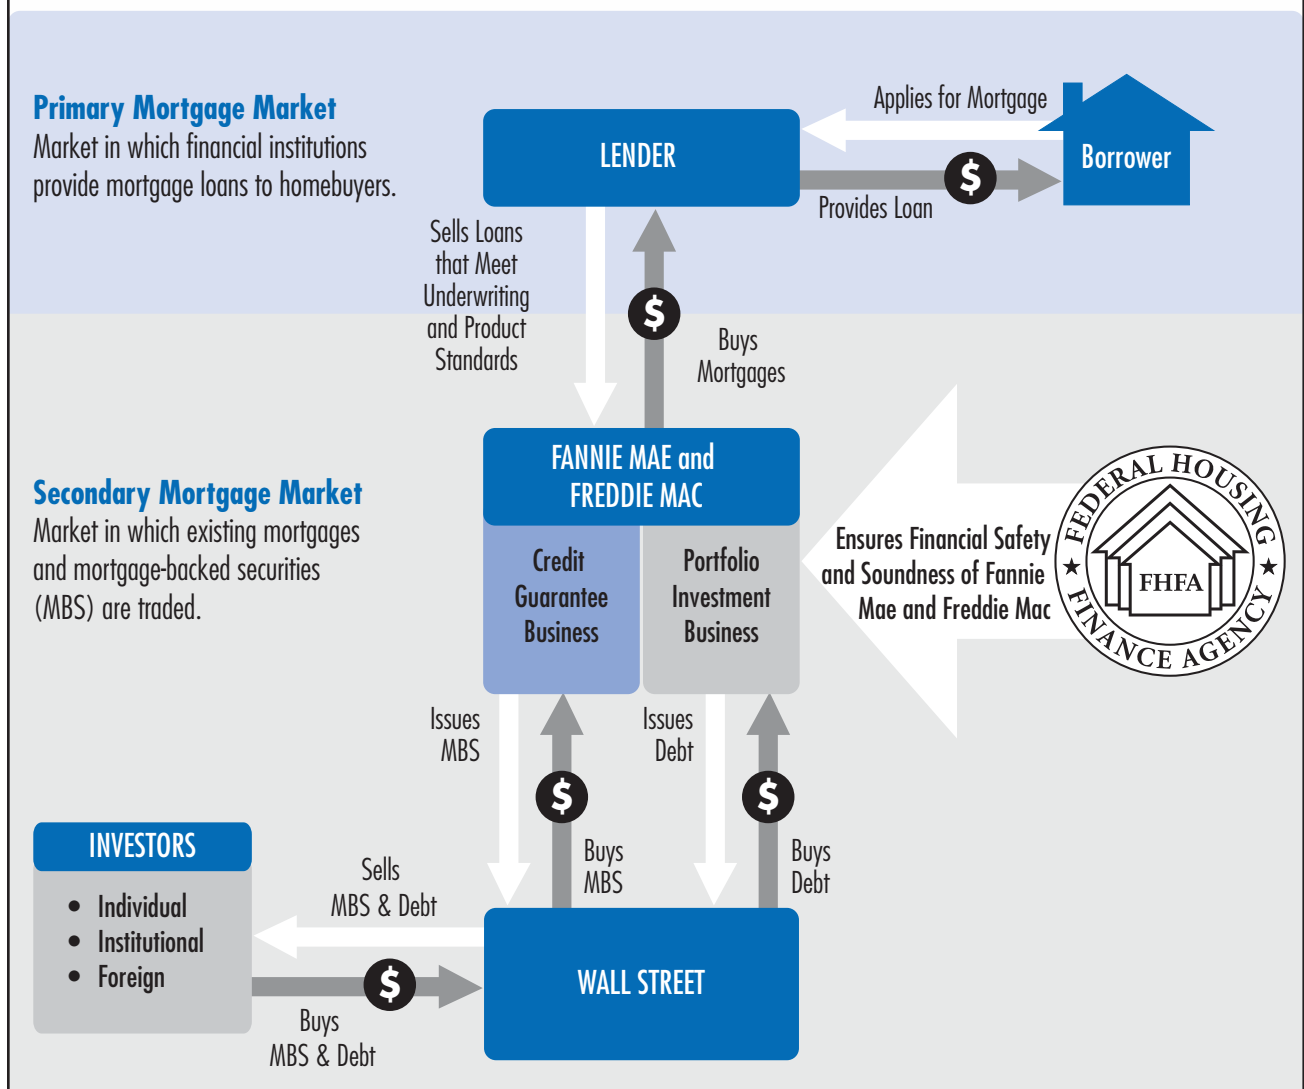 Primary Mortgage Market
Market in which financial institutions
provide mortgage loans to homebuyers.
LENDER
Applies for Mortgage
Borrower
$
Provides Loan
Sells Loans
that Meet
Underwriting
and Product
Standards
$
Buys
Mortgages
Secondary Mortgage Market
Market in which existing mortgages
and mortgage-backed securities
(MBS) are traded.
FANNIE MAE and
FREDDIE MAC
Credit
Guarantee
Business
Portfolio
Investment
Business
Ensures Financial Safety
and Soundness of Fannie
Mae and Freddie Mac
FEDERAL HOUSING
FHFA
FINANCE AGENCY
Issues
MBS
$
Buys
MBS
Issues
Debt
$
Buys
Debt
INVESTORS
• Individual
• Institutional
• Foreign
Sells
MBS & Debt
$
Buys
MBS & Debt
WALL STREET